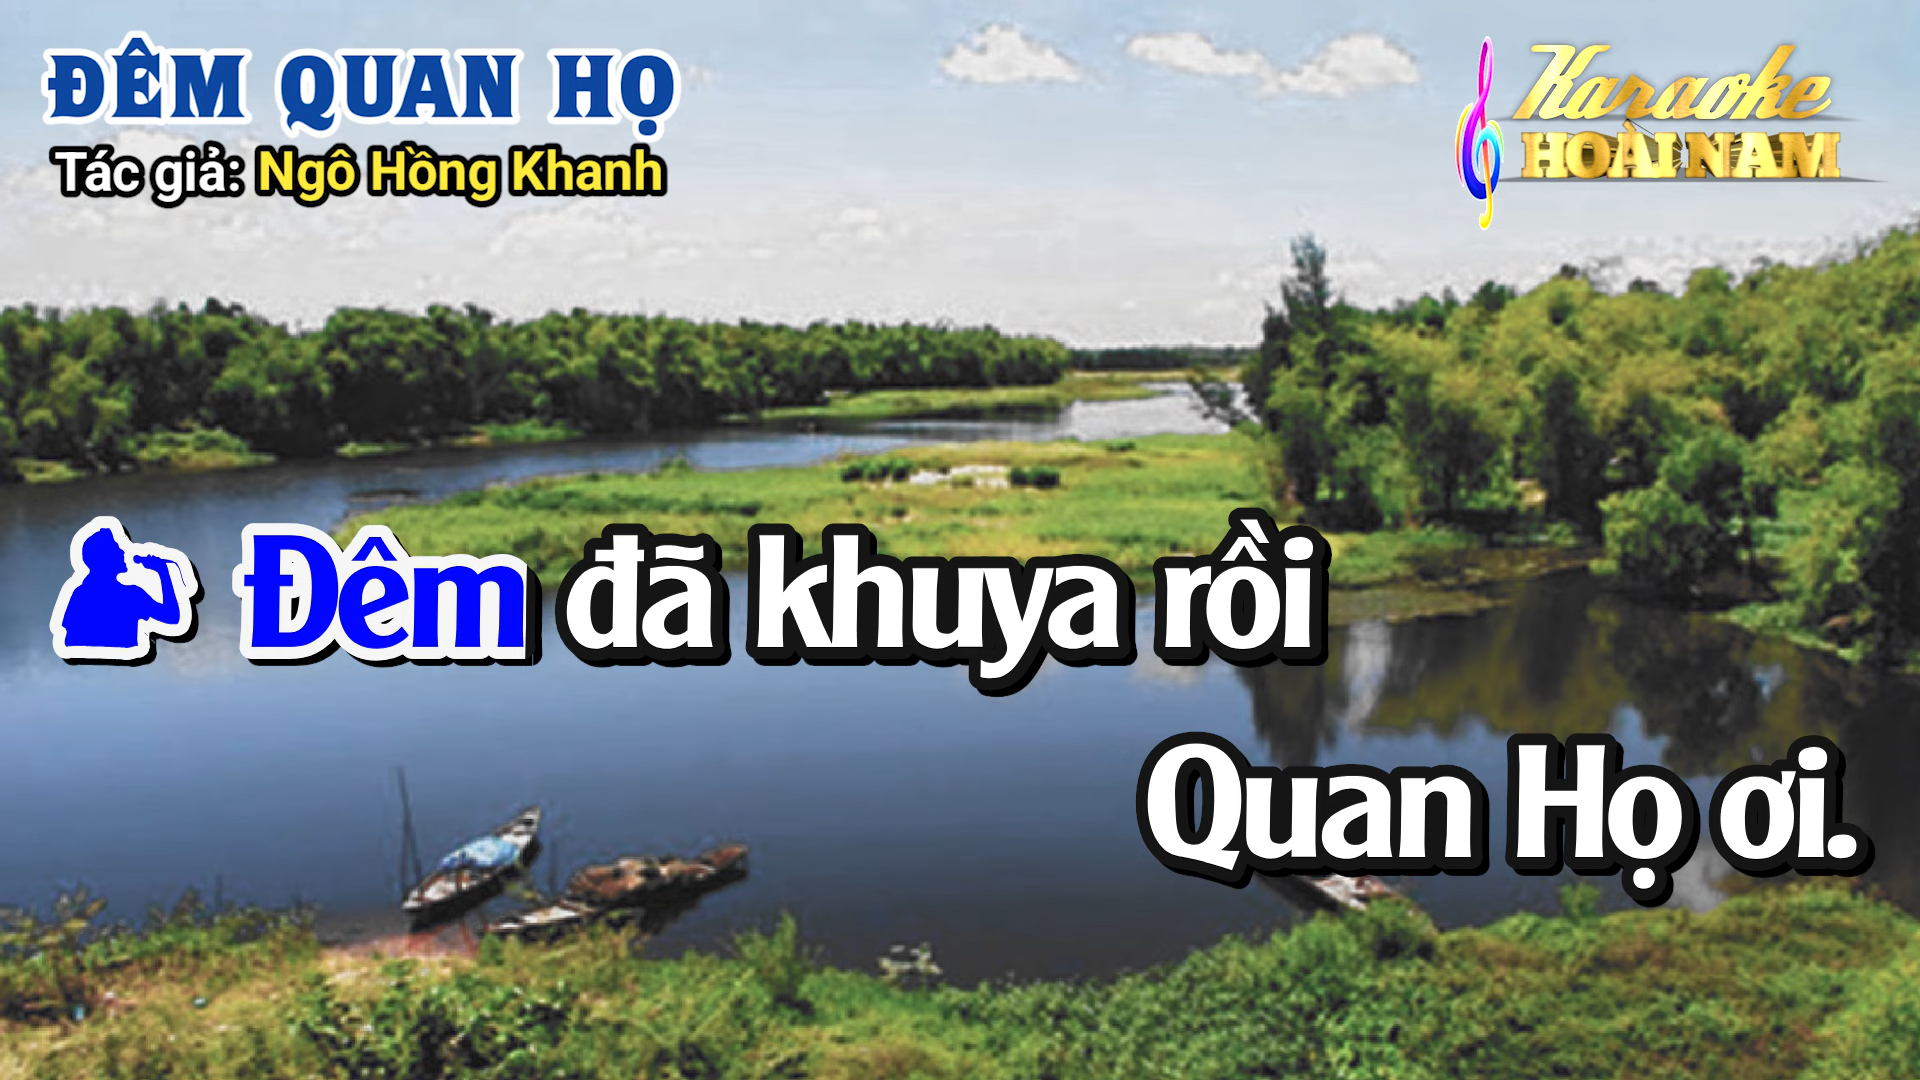 ĐÊM QUAN HỌ
Tác giả: Ngô Hồng Khanh
Karaoke
HOÀI NAM
Đêm đã khuya rồi
Quan Họ ơi.